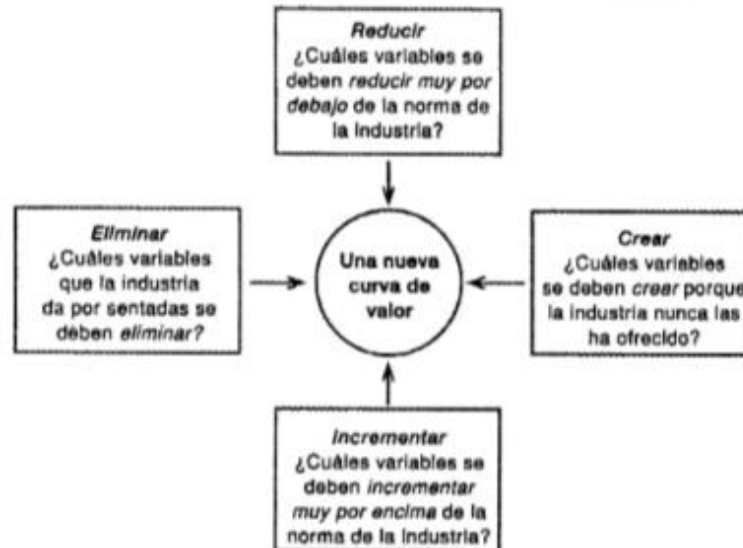 Reducir
¿Cuáles variables se
deben reducir muy por
debajo de la norma de
la industria?
Eliminar
¿Cuáles variables
que la industria
da por sentadas se
deben eliminar?
Una nueva
curva de
valor
Crear
¿Cuáles variables
se deben crear porque
la industria nunca las
ha ofrecido?
Incrementar
¿Cuáles variables se
deben incrementar
muy por encima de la
norma de la industria?